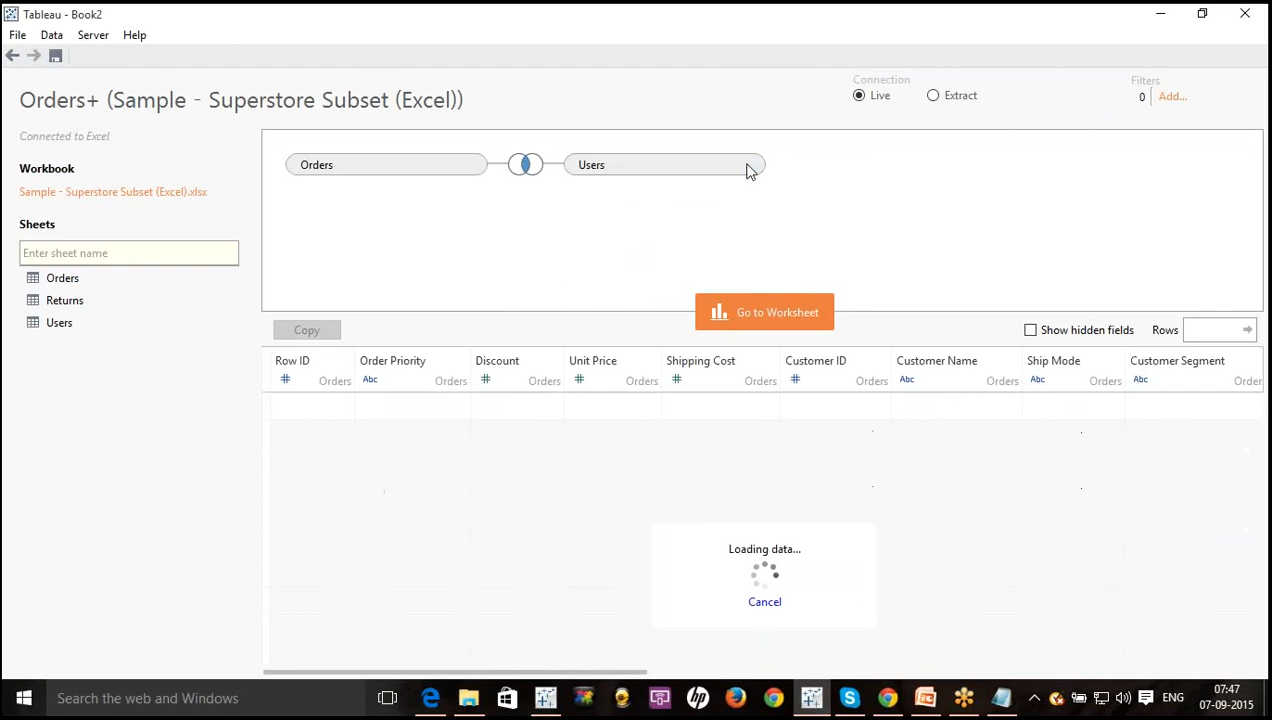 Tableau - Book2
File Data Server Help
Orders+ (Sample - Superstore Subset (Excel))
Connection
Live Extract
Filters
0 Add...
Connected to Excel
Workbook
Sample - Superstore Subset (Excel).xlsx
Sheets
Enter sheet name
Orders
Returns
Users
Orders Users
Go to Worksheet
Copy Show hidden fields Rows
Row ID Order Priority Discount Unit Price Shipping Cost Customer ID Customer Name Ship Mode Customer Segment
# Orders Abc Orders # Orders # Orders # Orders # Orders Abc Orders Abc Orders Abc Order
Loading data...
Cancel
Search the web and Windows
ENG
07:47
07-09-2015